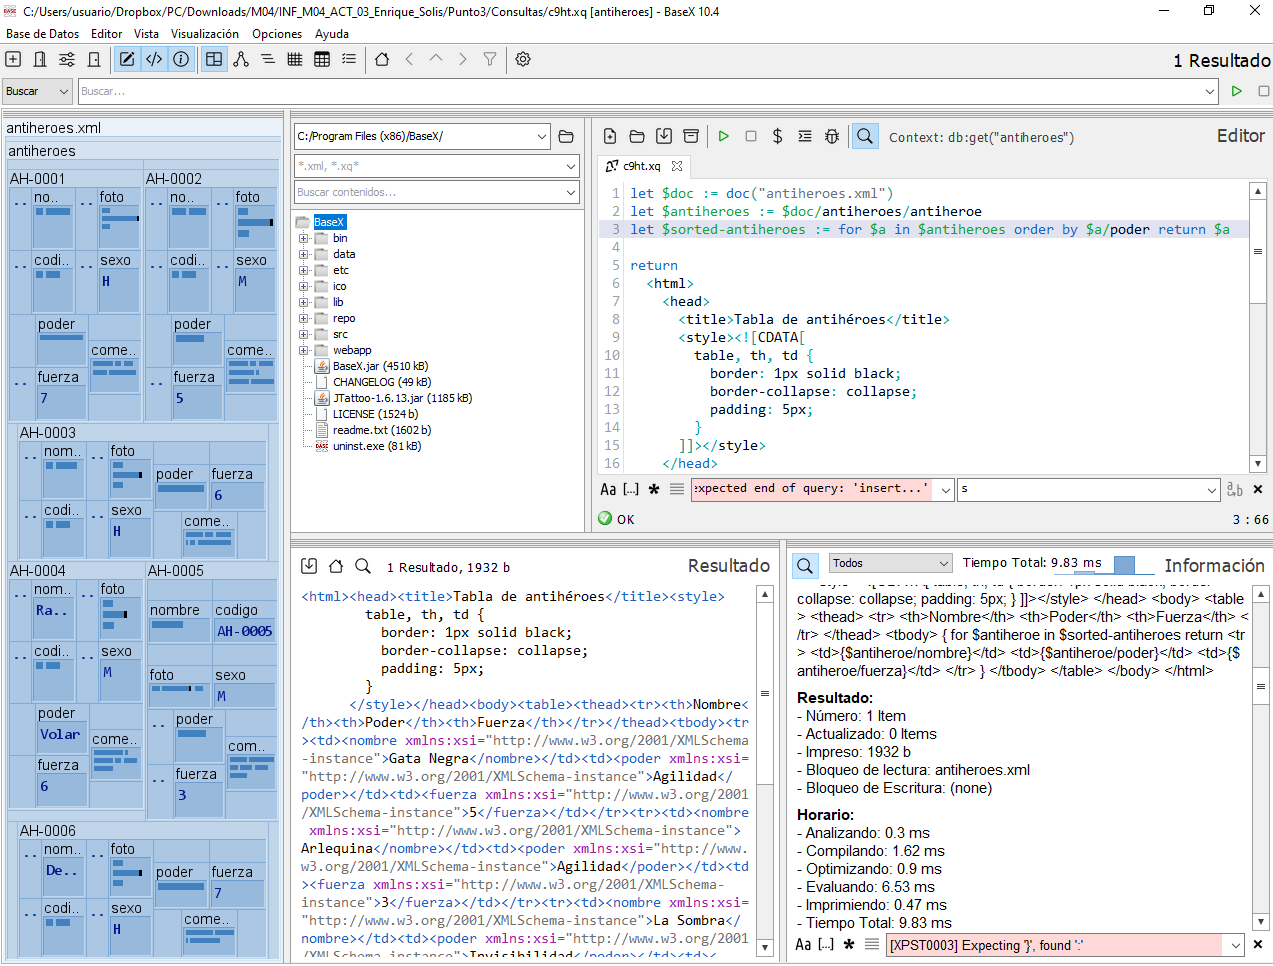 C:/Users/usuario/Dropbox/PC/Downloads/M04/INF_M04_ACT_03_Enrique_Solis/Punto3/Consultas/c9ht.xq [antiheroes] - BaseX 10.4
Base de Datos Editor Vista Visualización Opciones Ayuda
1 Resultado
Buscar Buscar...
antiheroes.xml
antiheroes
AH-0001 AH-0002
.. no.. .. foto .. no.. .. foto
.. codi.. .. sexo .. codi.. .. sexo
H M
poder poder
come.. come..
.. fuerza .. fuerza
7 5
AH-0003
.. nom.. .. foto
poder fuerza
6
.. codi.. .. sexo
H
come..
AH-0004 AH-0005
.. nom.. .. foto
Ra.. nombre codigo
AH-0005
.. codi.. .. sexo
M foto sexo
M
poder .. poder
Volar
come.. com..
fuerza .. fuerza
6 3
AH-0006
.. nom.. .. foto
De.. poder fuerza
7
.. codi.. .. sexo
H
come..
C:/Program Files (x86)/BaseX/
*.xml, *.xq*
Buscar contenidos...
BaseX
bin
data
etc
ico
lib
repo
src
webapp
BaseX.jar (4510 kB)
CHANGELOG (49 kB)
JTattoo-1.6.13.jar (1185 kB)
LICENSE (1524 b)
readme.txt (1602 b)
uninst.exe (81 kB)
Context: db:get("antiheroes") Editor
c9ht.xq
1 let $doc := doc("antiheroes.xml")
2 let $antiheroes := $doc/antiheroes/antiheroe
3 let $sorted-antiheroes := for $a in $antiheroes order by $a/poder return $a
4
5 return
6 <html>
7 <head>
8 <title>Tabla de antihéroes</title>
9 <style><![CDATA[
10 table, th, td {
11 border: 1px solid black;
12 border-collapse: collapse;
13 padding: 5px;
14 }
15 ]]></style>
16 </head>
Aa [..] * expected end of query: 'insert...' s
OK 3 : 66
1 Resultado, 1932 b Resultado
<html><head><title>Tabla de antihéroes</title><style>
table, th, td {
border: 1px solid black;
border-collapse: collapse;
padding: 5px;
}
</style></head><body><table><thead><tr><th>Nombre<
/th><th>Poder</th><th>Fuerza</th></tr></thead><tbody><tr
><td><nombre xmlns:xsi="http://www.w3.org/2001/XMLSchema
-instance">Gata Negra</nombre></td><td><poder xmlns:xsi=
"http://www.w3.org/2001/XMLSchema-instance">Agilidad</
poder></td><td><fuerza xmlns:xsi="http://www.w3.org/2001
/XMLSchema-instance">5</fuerza></td></tr><tr><td><nombre
xmlns:xsi="http://www.w3.org/2001/XMLSchema-instance">
Arlequina</nombre></td><td><poder xmlns:xsi="http://www.
w3.org/2001/XMLSchema-instance">Agilidad</poder></td><td
><fuerza xmlns:xsi="http://www.w3.org/2001/XMLSchema-
instance">3</fuerza></td></tr><tr><td><nombre xmlns:xsi=
"http://www.w3.org/2001/XMLSchema-instance">La Sombra</
nombre></td><td><poder xmlns:xsi="http://www.w3.org/2001
/XMLSchema-instance">Invisibilidad</poder></td><td><
Todos Tiempo Total: 9.83 ms Información
collapse: collapse; padding: 5px; } ]]></style> </head> <body> <table
> <thead> <tr> <th>Nombre</th> <th>Poder</th> <th>Fuerza</th> <
/tr> </thead> <tbody> { for $antiheroe in $sorted-antiheroes return <tr
> <td>{$antiheroe/nombre}</td> <td>{$antiheroe/poder}</td> <td>{$
antiheroe/fuerza}</td> </tr> } </tbody> </table> </body> </html>
Resultado:
- Número: 1 Item
- Actualizado: 0 Items
- Impreso: 1932 b
- Bloqueo de lectura: antiheroes.xml
- Bloqueo de Escritura: (none)
Horario:
- Analizando: 0.3 ms
- Compilando: 1.62 ms
- Optimizando: 0.9 ms
- Evaluando: 6.53 ms
- Imprimiendo: 0.47 ms
- Tiempo Total: 9.83 ms
Aa [..] * [XPST0003] Expecting '}', found ':'